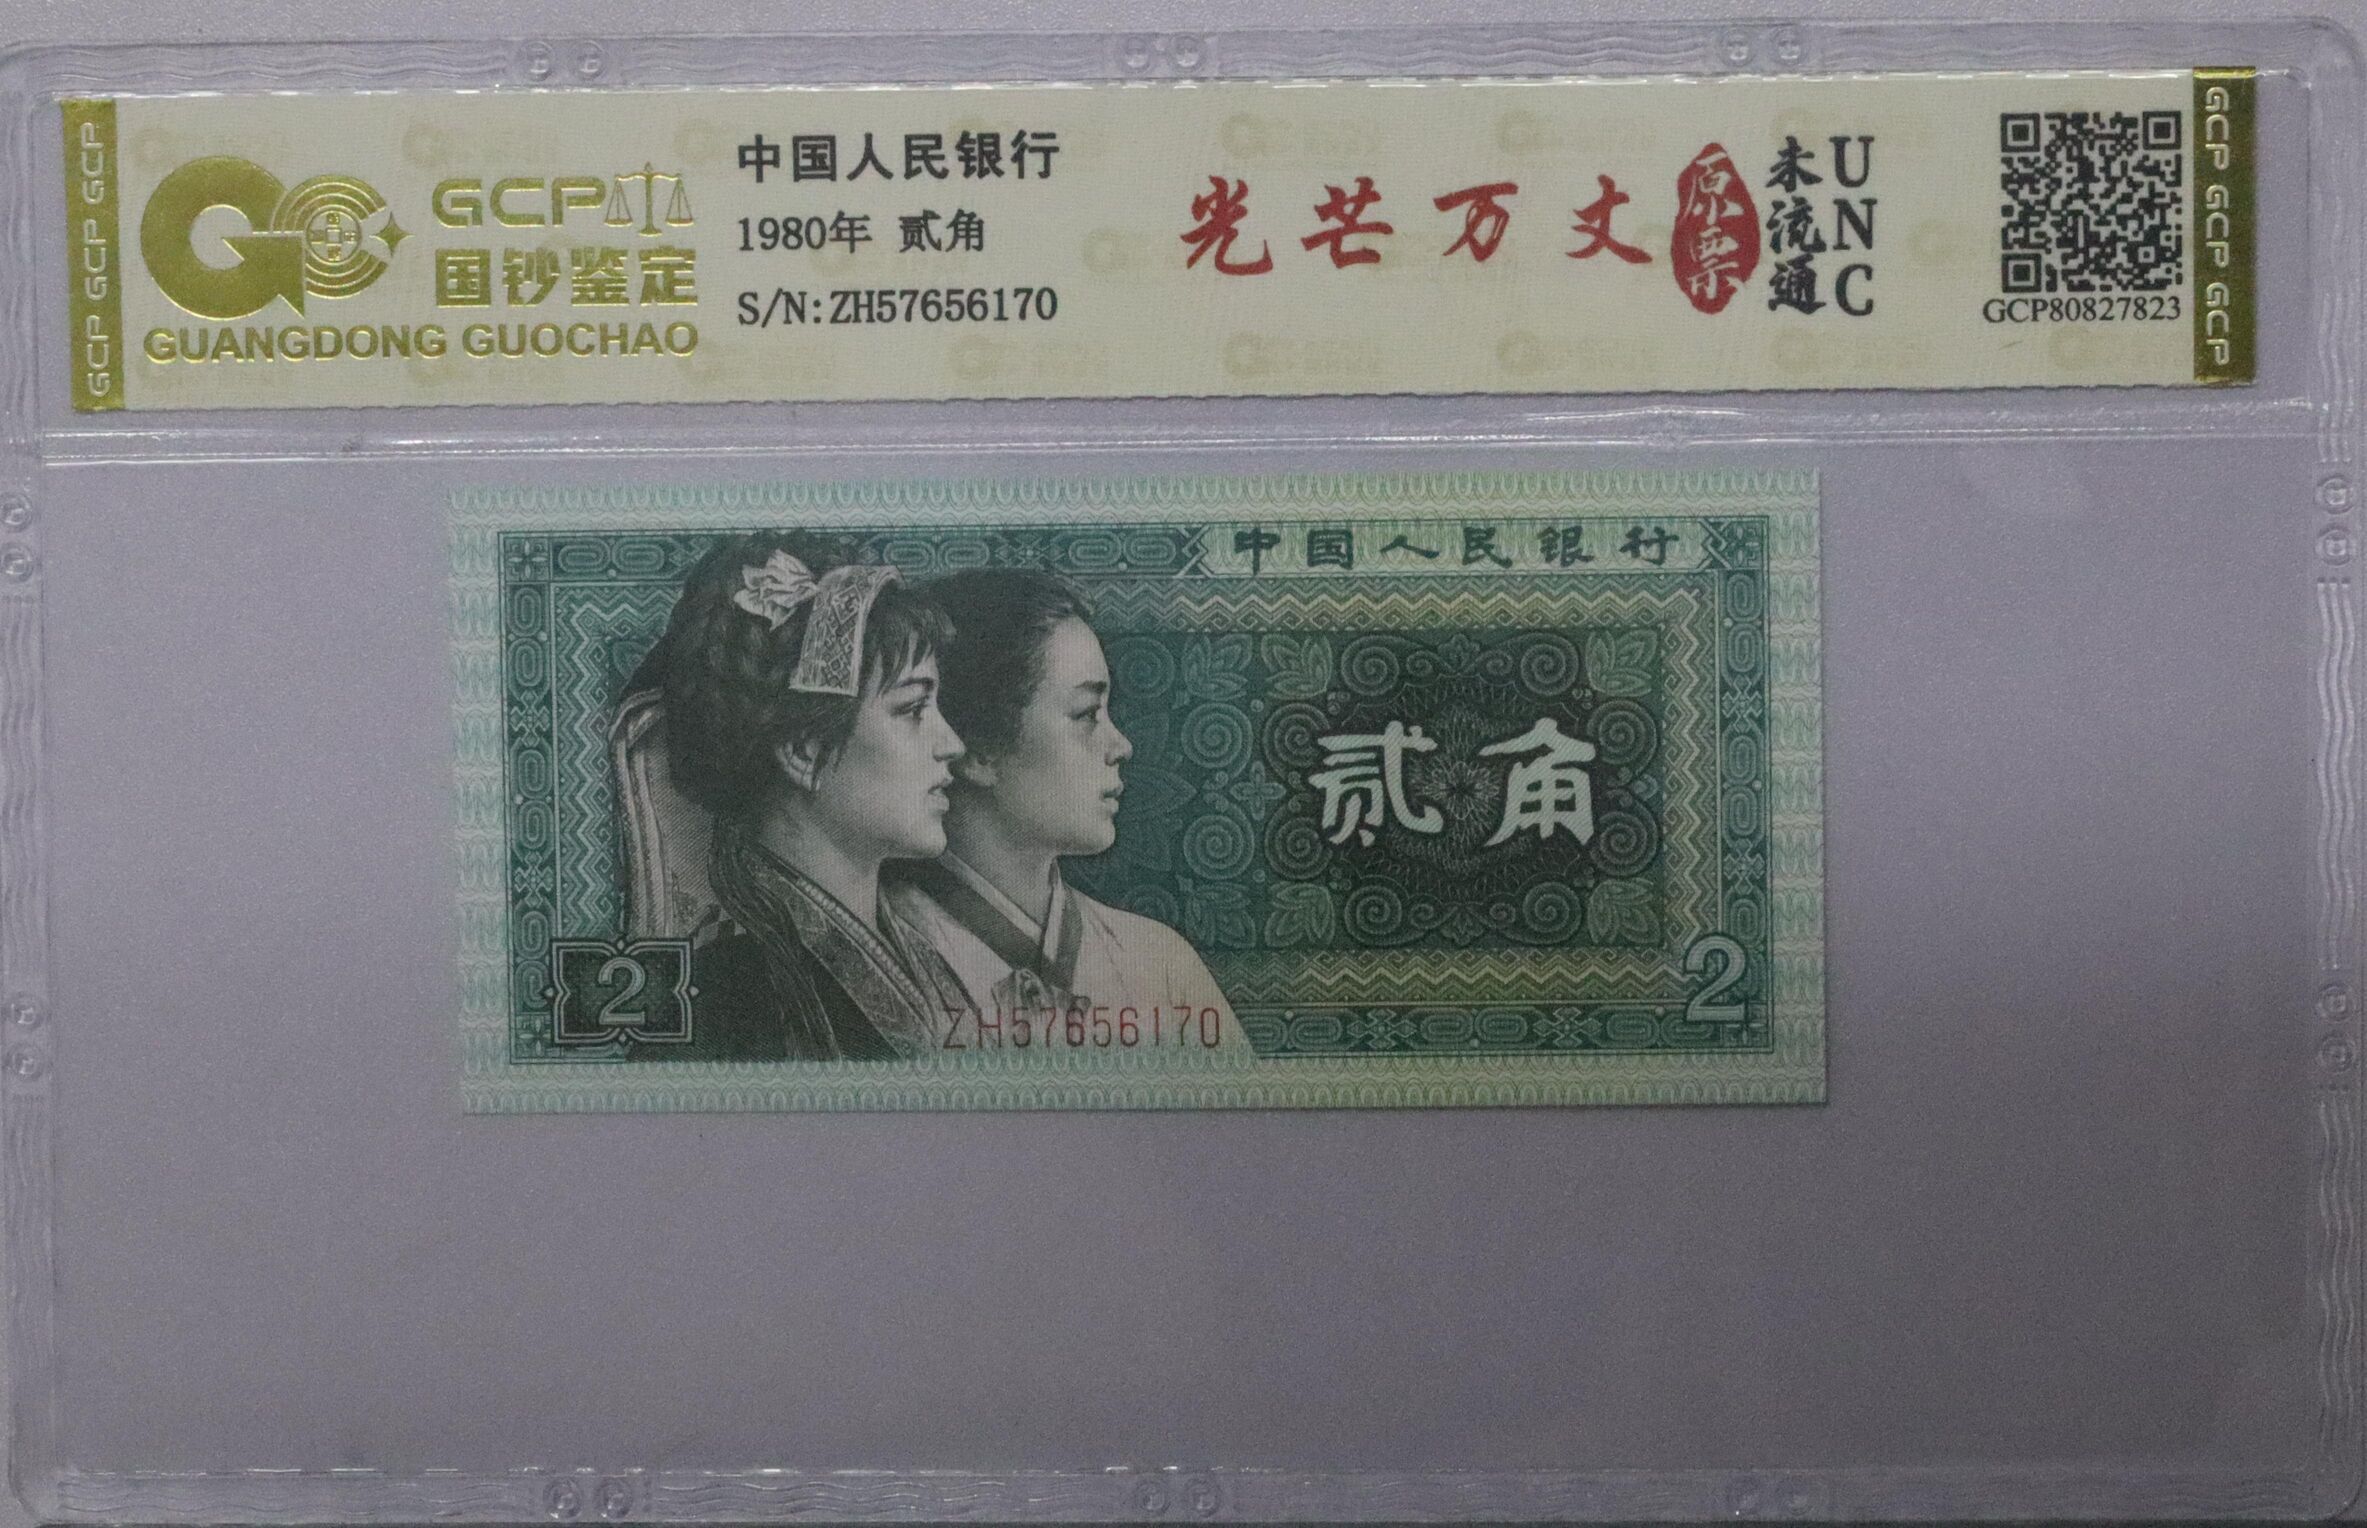 GCP GCP GCP
GCP
国钞鉴定
GUANGDONG GUOCHAO
中国人民银行
1980年 贰角
S/N:ZH57656170
光芒万丈
原票
未流通
UNC
GCP80827823
GCP GCP GCP
中国人民银行
贰角
2
2
ZH57656170